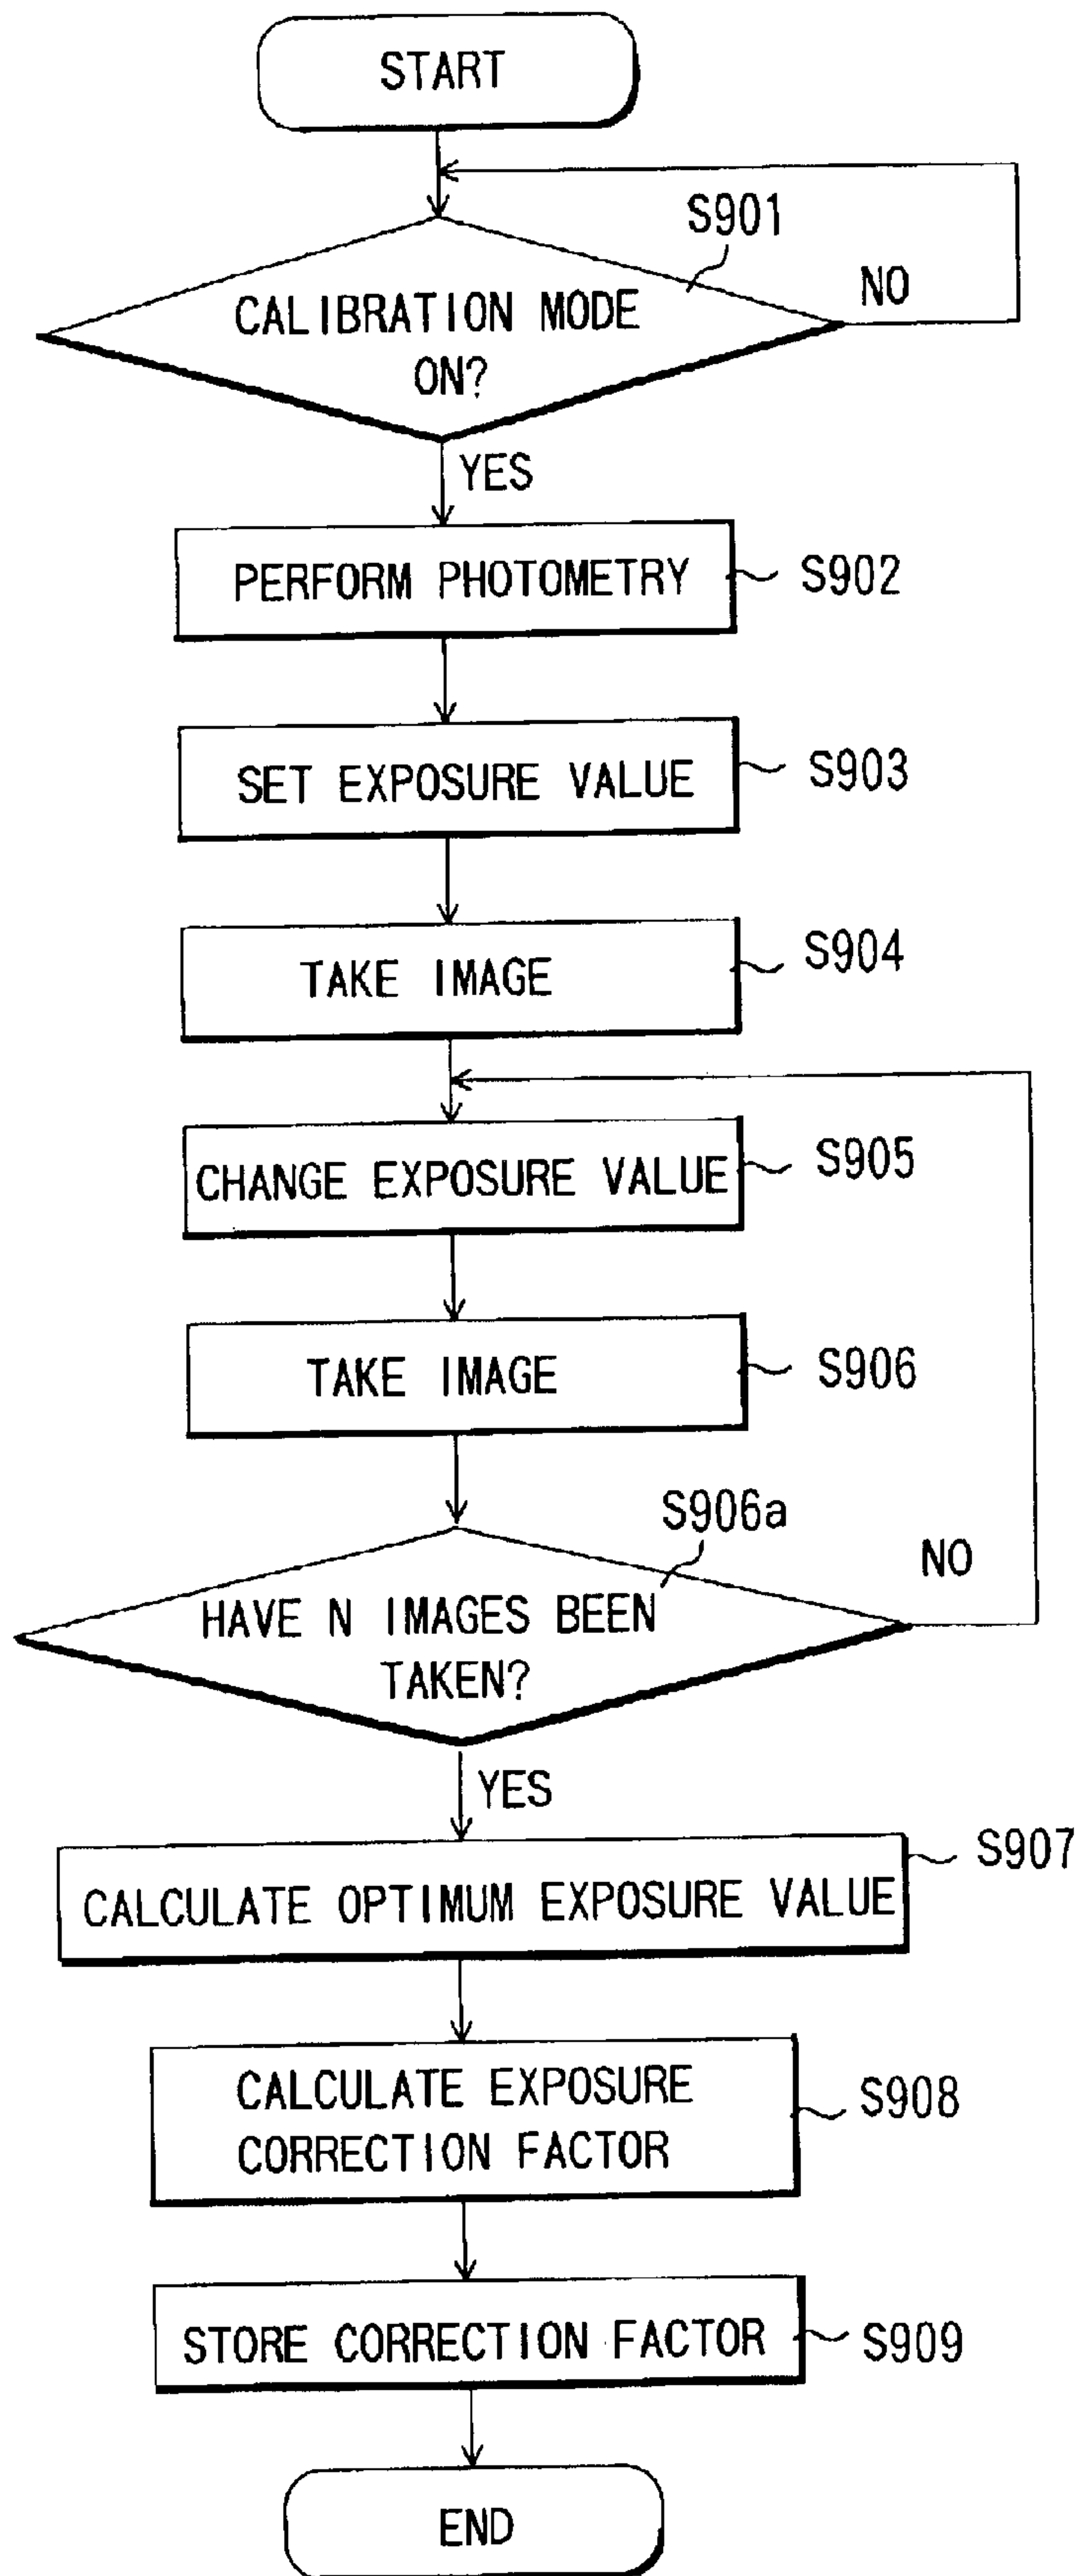 START
S901
NO
CALIBRATION MODE
ON?
YES
PERFORM PHOTOMETRY
S902
SET EXPOSURE VALUE
S903
TAKE IMAGE
S904
CHANGE EXPOSURE VALUE
S905
TAKE IMAGE
S906
S906a
NO
HAVE N IMAGES BEEN
TAKEN?
YES
S907
CALCULATE OPTIMUM EXPOSURE VALUE
CALCULATE EXPOSURE
CORRECTION FACTOR
S908
STORE CORRECTION FACTOR
S909
END